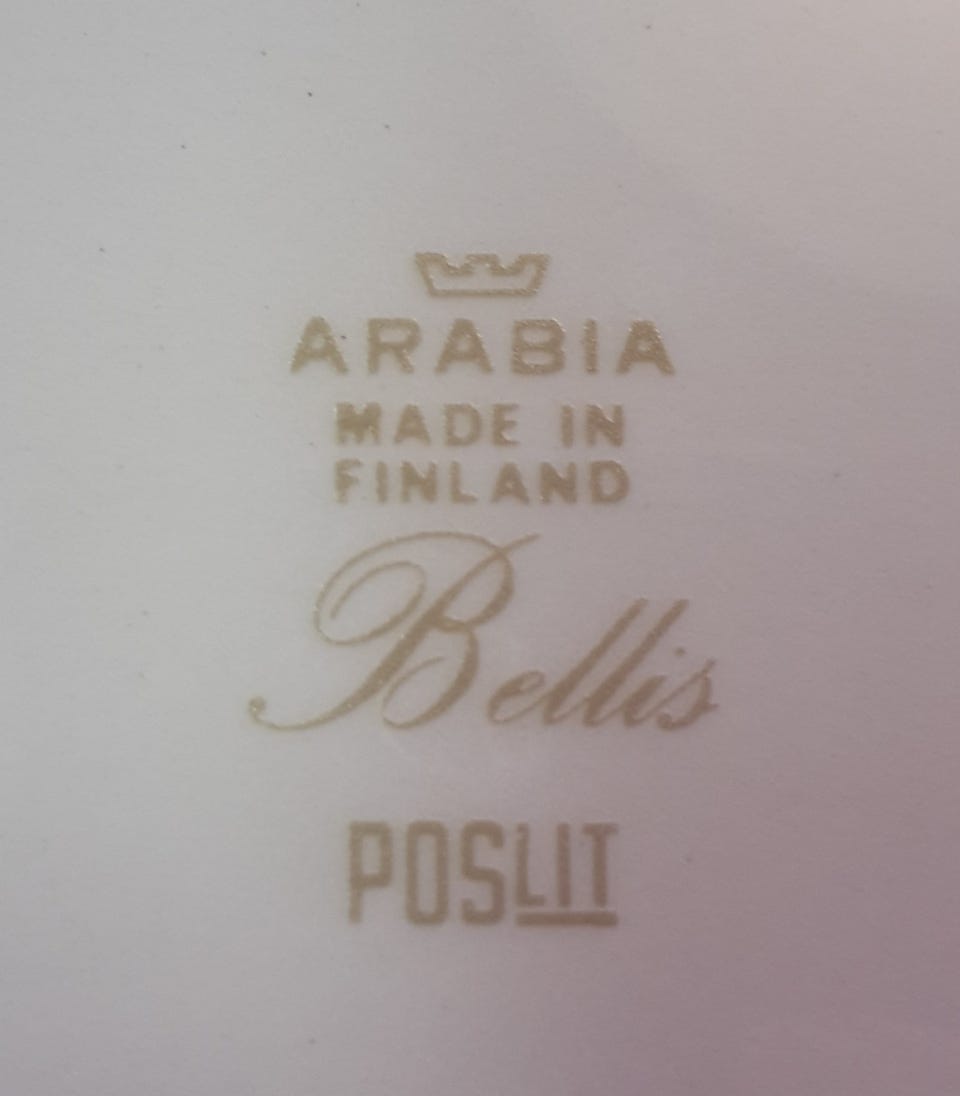 ARABIA
MADE IN
FINLAND
Bellis
POSLIT